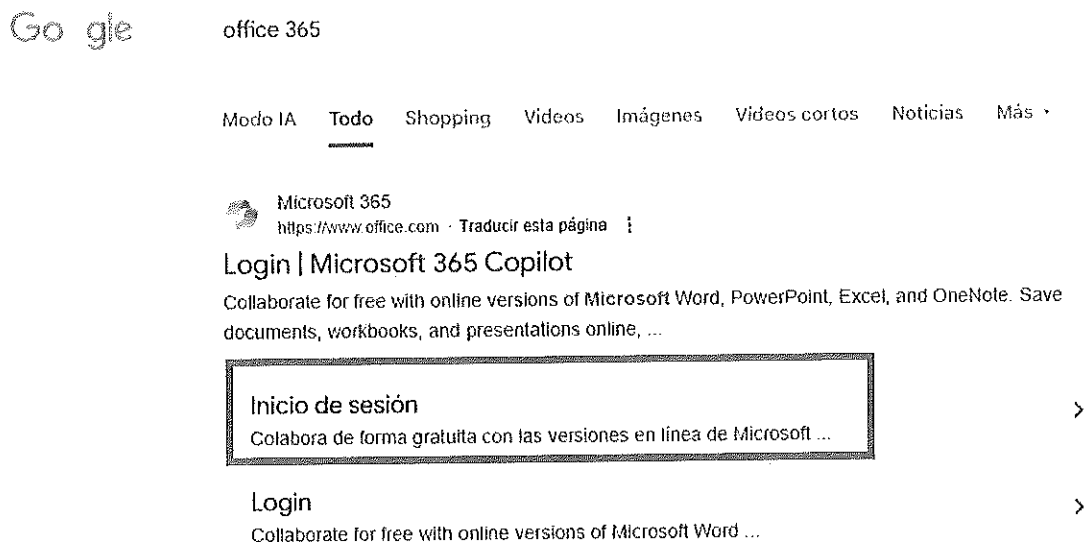 Go gle
office 365
Modo IA Todo Shopping Videos Imágenes Videos cortos Noticias Más
Microsoft 365
https://www.office.com · Traducir esta página
Login | Microsoft 365 Copilot
Collaborate for free with online versions of Microsoft Word, PowerPoint, Excel, and OneNote. Save
documents, workbooks, and presentations online, ...
Inicio de sesión
Colabora de forma gratuita con las versiones en línea de Microsoft ...
Login
Collaborate for free with online versions of Microsoft Word ...